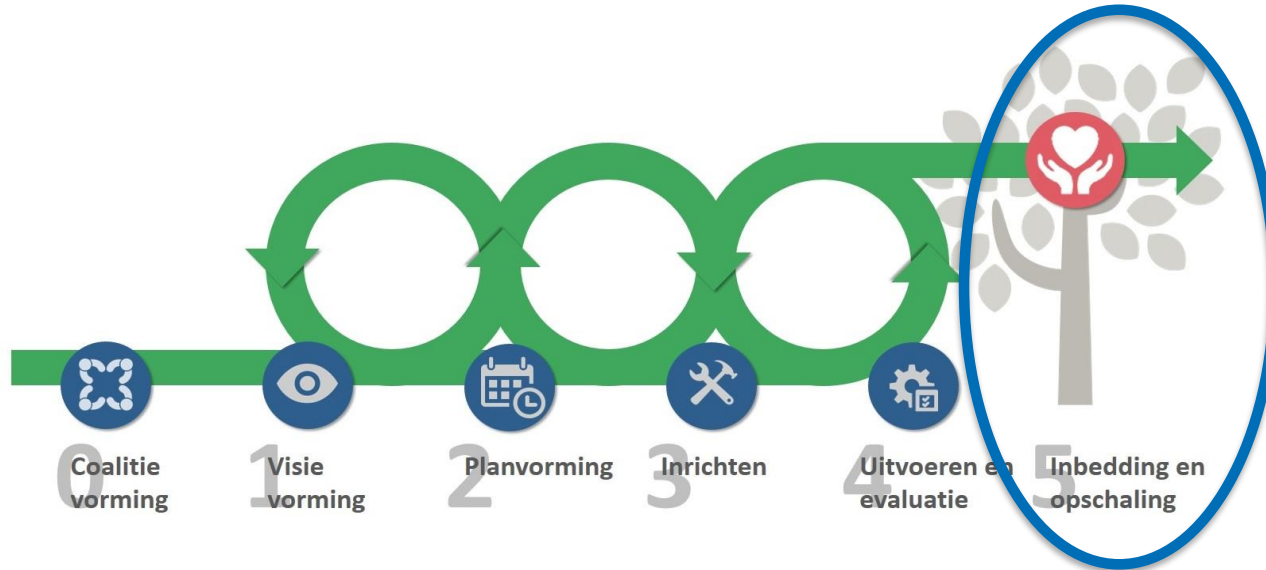 0 Coalitie
vorming
1 Visie
vorming
2 Planvorming
3 Inrichten
4 Uitvoeren en
evaluatie
5 Inbedding en
opschaling